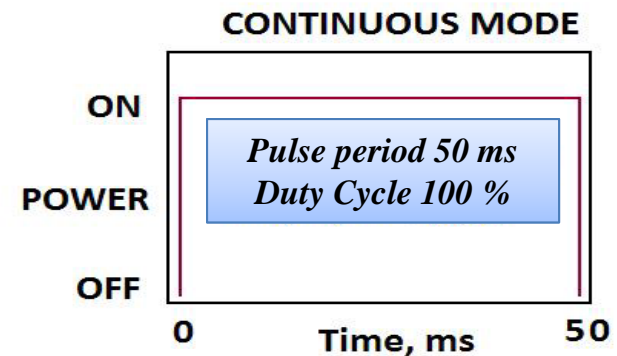 CONTINUOUS MODE
ON
Pulse period 50 ms
Duty Cycle 100 %
POWER
OFF
0
50
Time, ms